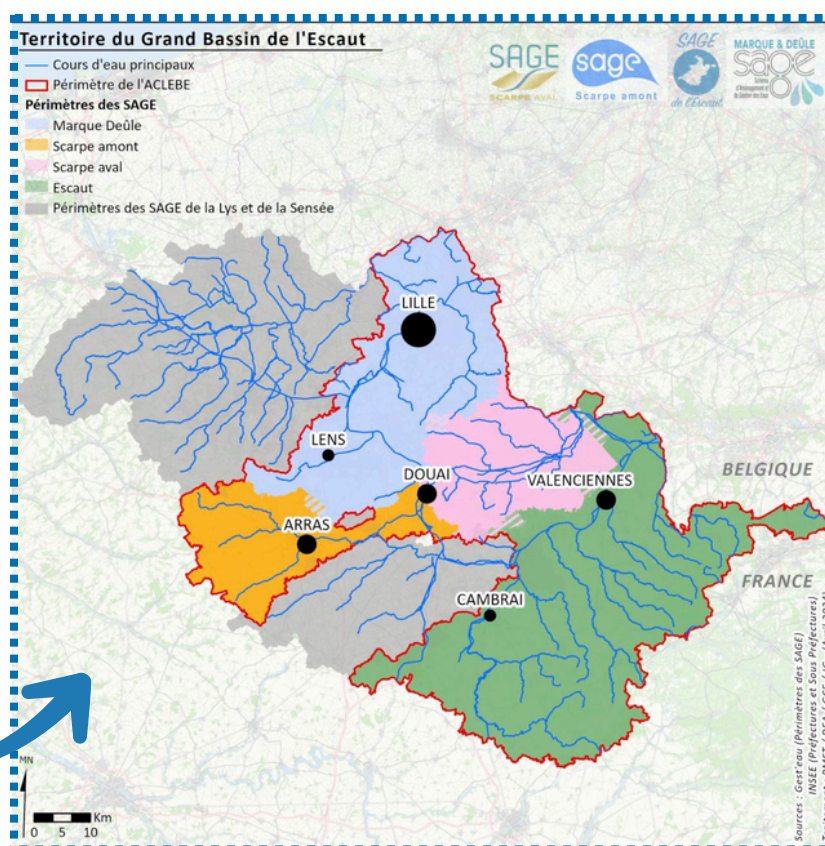 Territoire du Grand Bassin de l'Escaut
Cours d'eau principaux
Périmètre de l'ACLEBE
Périmètres des SAGE
Marque Deûle
Scarpe amont
Scarpe aval
Escaut
Périmètres des SAGE de la Lys et de la Sensée
SAGE
SCARPE AVAL
sage
Scarpe amont
SAGE
de l'Escaut
MARQUE & DEÛLE
sage
LILLE
LENS
DOUAI
VALENCIENNES
ARRAS
CAMBRAI
BELGIQUE
FRANCE
MN
Km
0 5 10
Sources : Gest'eau (Périmètres des SAGE)
INSEE (Préfectures et Sous Préfectures)